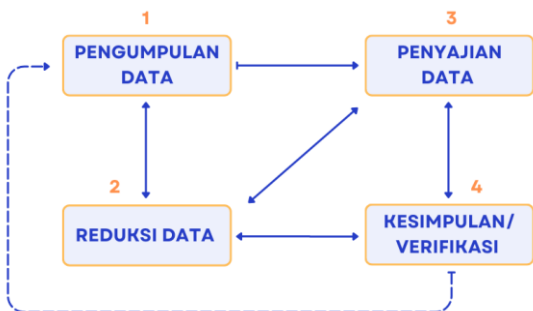 1
PENGUMPULAN
DATA
3
PENYAJIAN
DATA
2
REDUKSI DATA
4
KESIMPULAN/
VERIFIKASI